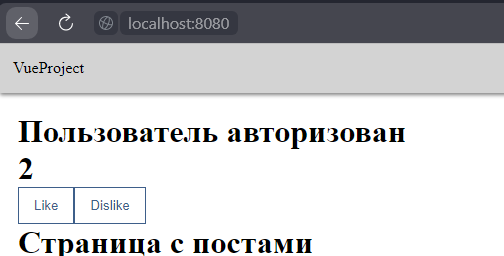 localhost:8080
VueProject
Пользователь авторизован
2
Like Dislike
Страница с постами